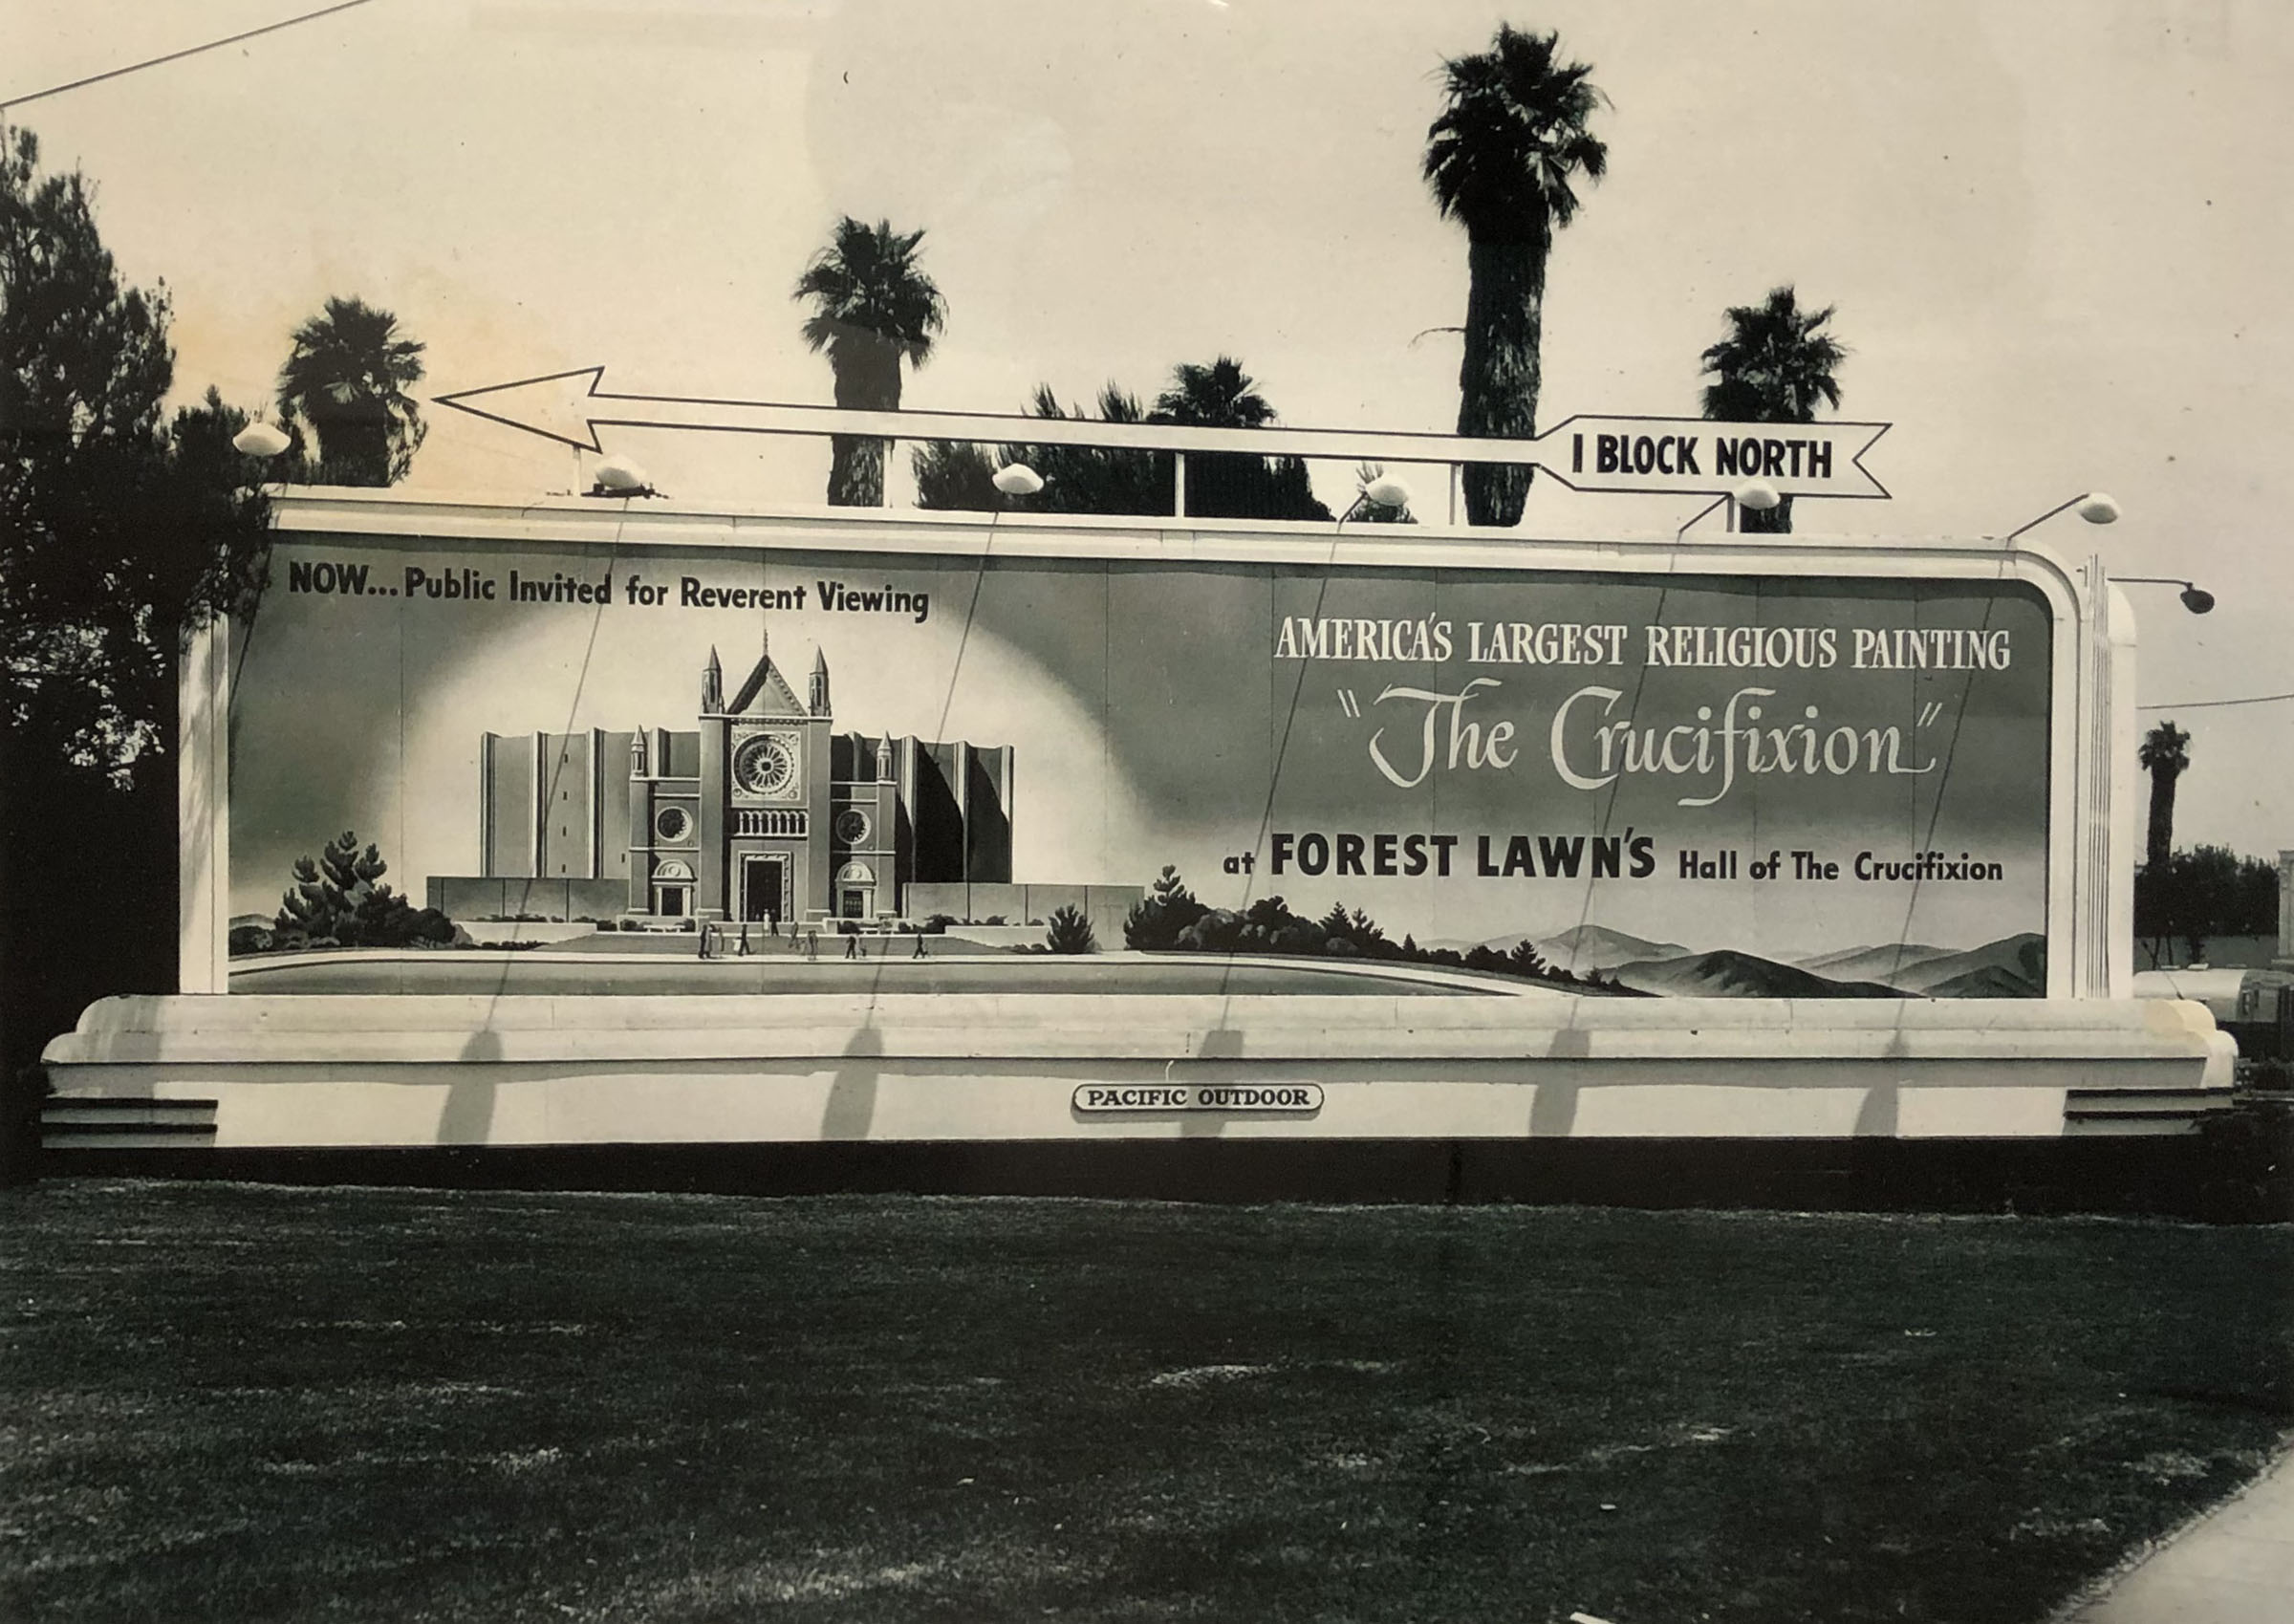 1 BLOCK NORTH
NOW... Public Invited for Reverent Viewing
AMERICA'S LARGEST RELIGIOUS PAINTING
"The Crucifixion"
at FOREST LAWN'S Hall of The Crucifixion
PACIFIC OUTDOOR